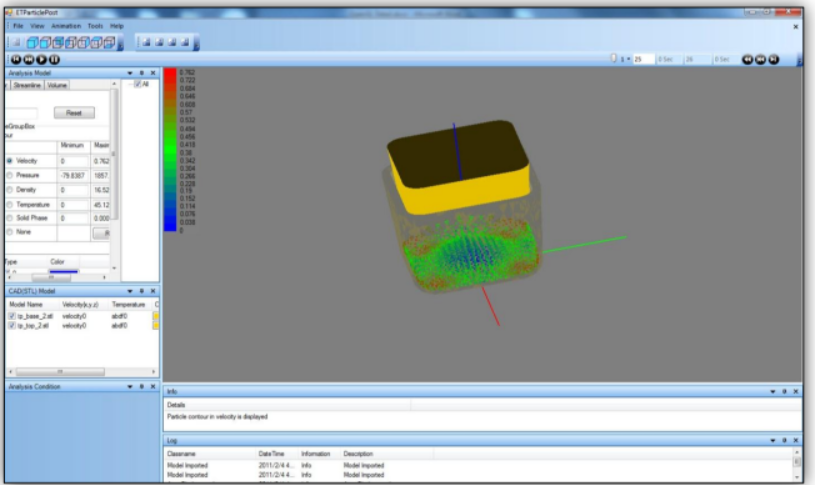 ETParticlePost
File View Animation Tools Help
1 25 0 Sec 26 0 Sec
Analysis Model
Streamline Volume
All
Reset
eGroupBox
our
Minimum Maxim
Velocity 0 0.762
Pressure -79.8387 1857.
Density 0 16.52
Temperature 0 45.12
Solid Phase 0 0.000
None
Type Color
0.762
0.722
0.684
0.646
0.608
0.57
0.532
0.494
0.456
0.418
0.38
0.342
0.304
0.266
0.228
0.19
0.152
0.114
0.076
0.038
0
CAD(STL) Model
Model Name Velocity(x,y,z) Temperature C
tp_base_2.stl velocity0 abdf0
tp_top_2.stl velocity0 abdf0
Analysis Condition
Info
Details
Particle contour in velocity is displayed
Log
Classname DateTime Information Description
Model Imported 2011/2/4 4... Info Model Imported
Model Imported 2011/2/4 4... Info Model Imported